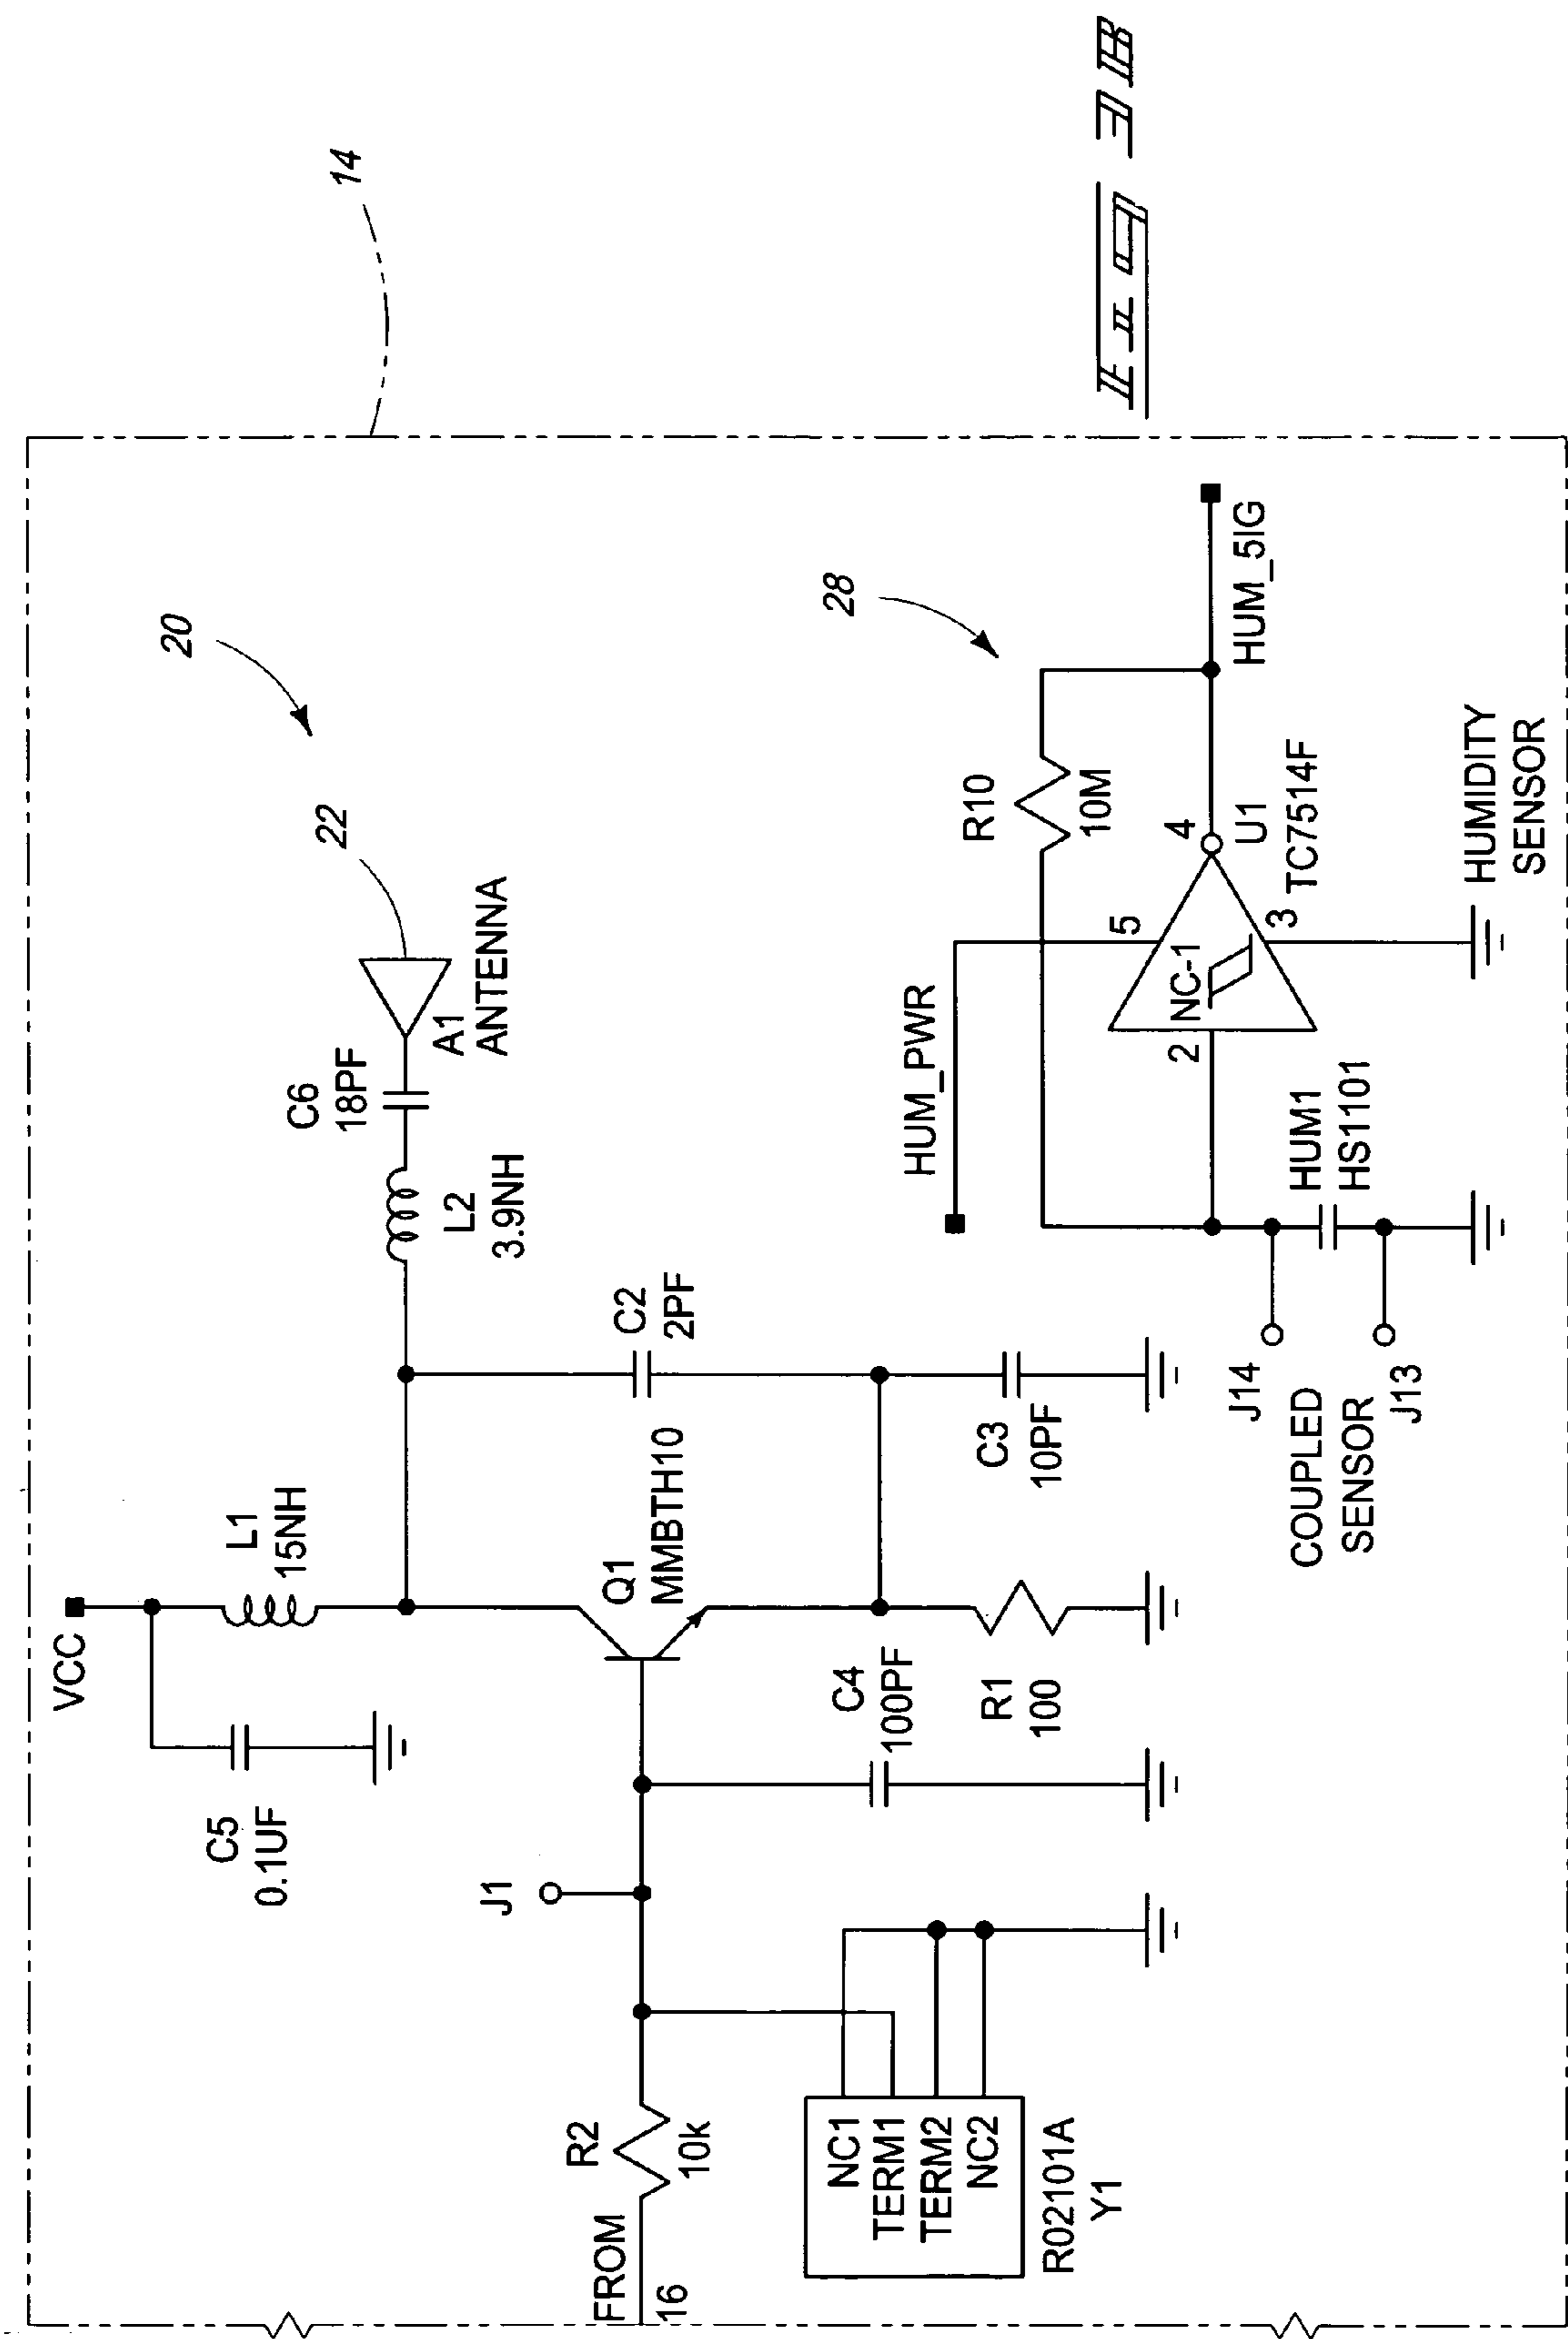 14
20
22
VCC
L1
15NH
C5
0.1UF
C6
18PF
A1
ANTENNA
L2
3.9NH
C2
2PF
Q1
MMBTH10
J1
FROM
16
R2
10k
NC1
TERM1
TERM2
NC2
R02101A
Y1
C4
100PF
R1
100
C3
10PF
28
HUM_PWR
R10
10M
5
NC-1
2
4
U1
TC7514F
3
HUM_5IG
HUM1
HS1101
J14
COUPLED
SENSOR
J13
HUMIDITY
SENSOR
FIG 3B